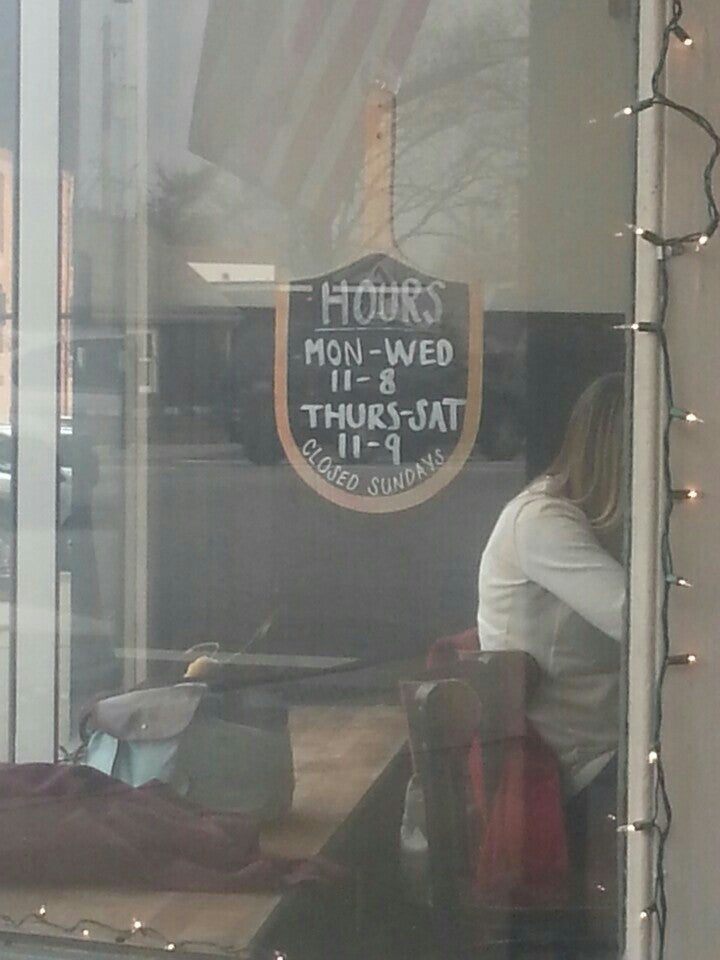 HOURS
MON-WED
11-8
THURS-SAT
11-9
CLOSED SUNDAYS